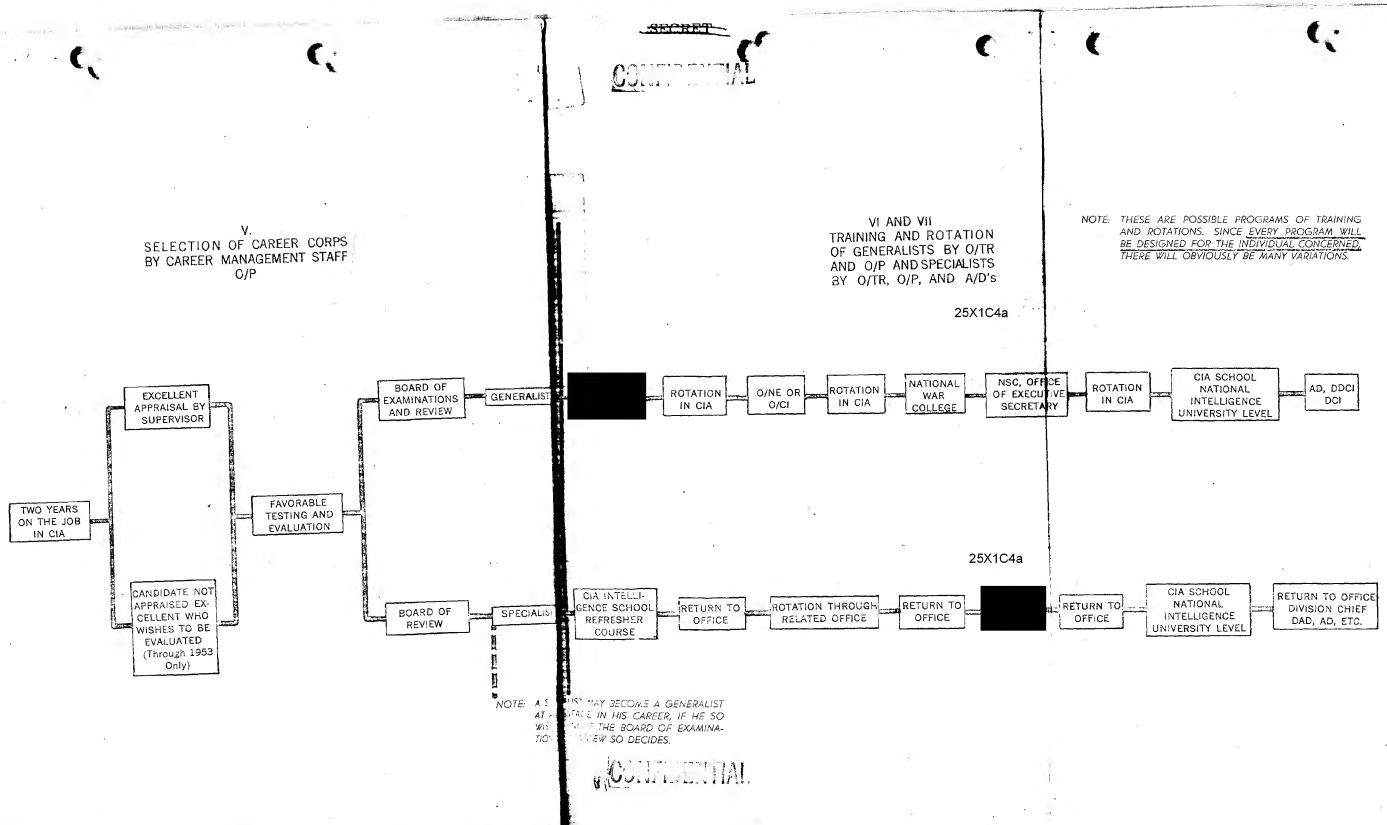 SECRET
CONFIDENTIAL
V.
SELECTION OF CAREER CORPS
BY CAREER MANAGEMENT STAFF
O/P
VI AND VII
TRAINING AND ROTATION
OF GENERALISTS BY O/TR
AND O/P AND SPECIALISTS
BY O/TR, O/P, AND A/D's
NOTE: THESE ARE POSSIBLE PROGRAMS OF TRAINING
AND ROTATIONS. SINCE EVERY PROGRAM WILL
BE DESIGNED FOR THE INDIVIDUAL CONCERNED,
THERE WILL OBVIOUSLY BE MANY VARIATIONS.
25X1C4a
TWO YEARS
ON THE JOB
IN CIA
EXCELLENT
APPRAISAL BY
SUPERVISOR
CANDIDATE NOT
APPRAISED EX-
CELLENT WHO
WISHES TO BE
EVALUATED
(Through 1953
Only)
FAVORABLE
TESTING AND
EVALUATION
BOARD OF
EXAMINATIONS
AND REVIEW
GENERALIST
ROTATION
IN CIA
O/NE OR
O/CI
ROTATION
IN CIA
NATIONAL
WAR
COLLEGE
NSC, OFFICE
OF EXECUTIVE
SECRETARY
ROTATION
IN CIA
CIA SCHOOL
NATIONAL
INTELLIGENCE
UNIVERSITY LEVEL
AD, DDCI
DCI
25X1C4a
BOARD OF
REVIEW
SPECIALIST
CIA INTELLI-
GENCE SCHOOL
REFRESHER
COURSE
RETURN TO
OFFICE
ROTATION THROUGH
RELATED OFFICE
RETURN TO
OFFICE
RETURN TO
OFFICE
CIA SCHOOL
NATIONAL
INTELLIGENCE
UNIVERSITY LEVEL
RETURN TO OFFICE
DIVISION CHIEF
DAD, AD, ETC.
NOTE: A MAY BECOME A GENERALIST
AT IN HIS CAREER, IF HE SO
THE BOARD OF EXAMINA-
SO DECIDES.
CONFIDENTIAL